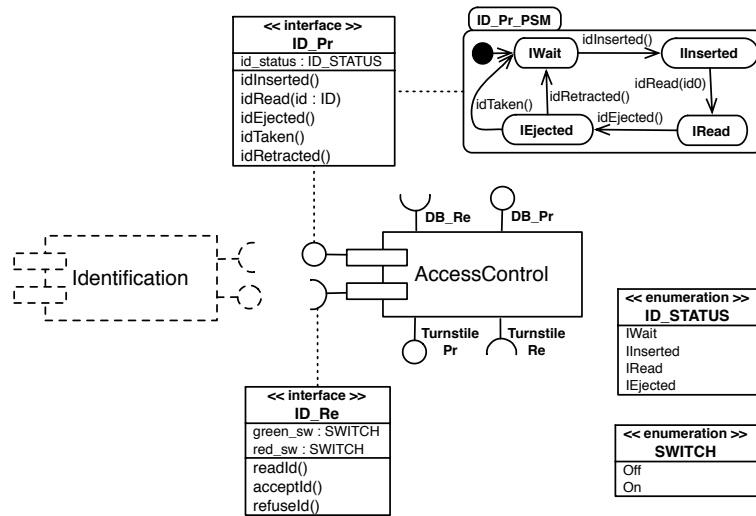 << interface >>
ID_Pr
id_status : ID_STATUS
idInserted()
idRead(id : ID)
idEjected()
idTaken()
idRetracted()
ID_Pr_PSM
IWait
idInserted()
IInserted
idRead(id0)
idTaken()
idRetracted()
idEjected()
IEjected
IRead
DB_Re
DB_Pr
Identification
AccessControl
Turnstile
Pr
Turnstile
Re
<< enumeration >>
ID_STATUS
IWait
IInserted
IRead
IEjected
<< interface >>
ID_Re
green_sw : SWITCH
red_sw : SWITCH
readId()
acceptId()
refuseId()
<< enumeration >>
SWITCH
Off
On